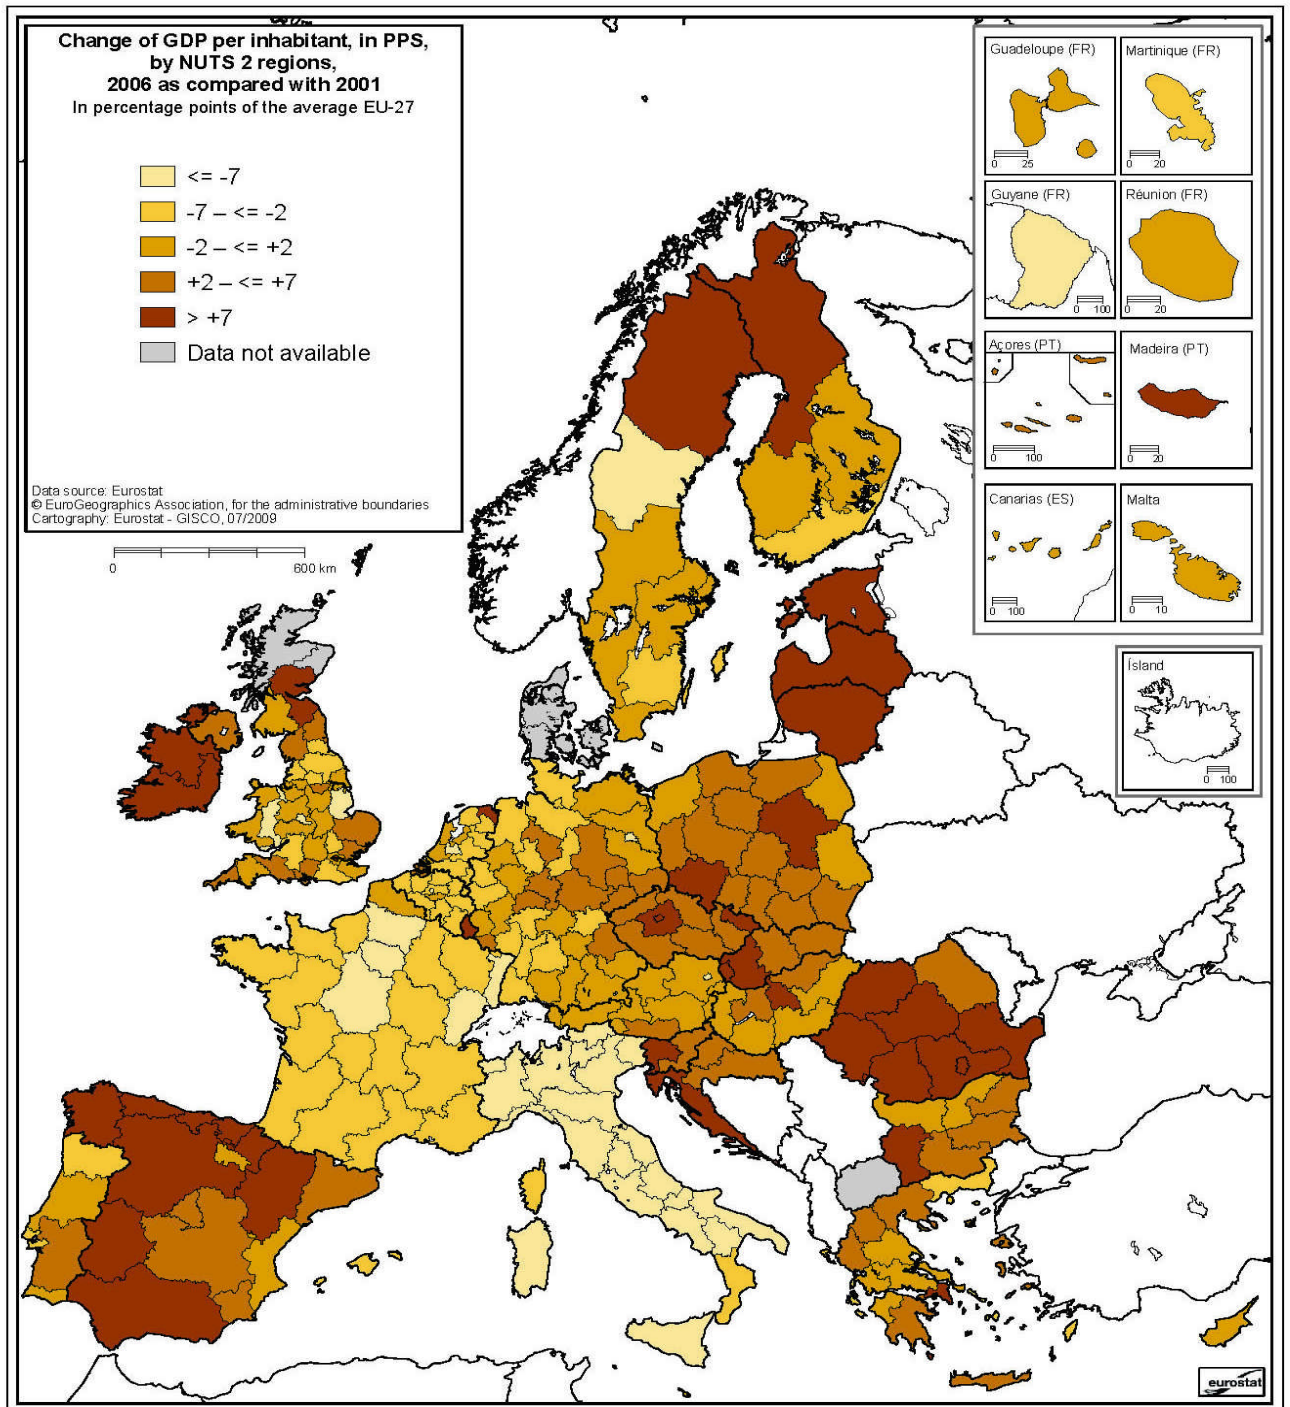 Change of GDP per inhabitant, in PPS,
by NUTS 2 regions,
2006 as compared with 2001
In percentage points of the average EU-27
<= -7
-7 – <= -2
-2 – <= +2
+2 – <= +7
> +7
Data not available
Data source: Eurostat
© EuroGeographics Association, for the administrative boundaries
Cartography: Eurostat - GISCO, 07/2009
0 600 km
Guadeloupe (FR)
0 25
Martinique (FR)
0 20
Guyane (FR)
0 100
Réunion (FR)
0 20
Açores (PT)
0 100
Madeira (PT)
0 20
Canarias (ES)
0 100
Malta
0 10
Ísland
0 100
eurostat